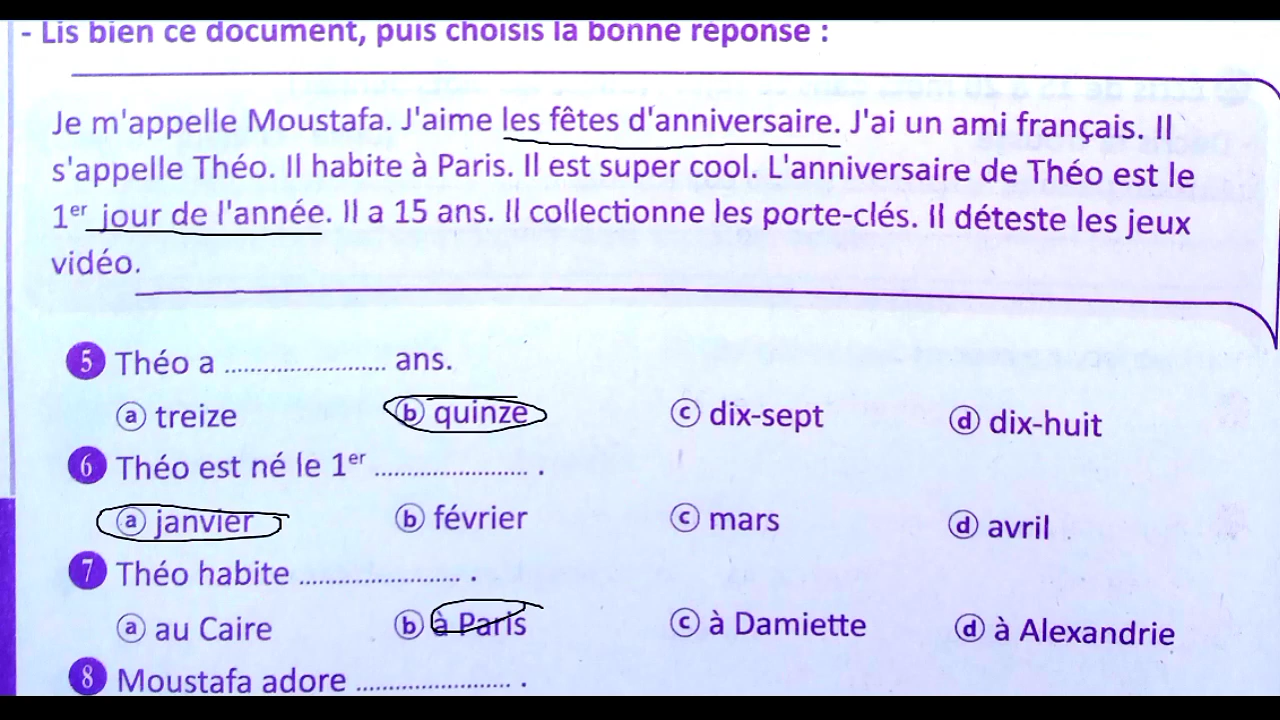 - Lis bien ce document, puis choisis la bonne réponse :
Je m'appelle Moustafa. J'aime les fêtes d'anniversaire. J'ai un ami français. Il
s'appelle Théo. Il habite à Paris. Il est super cool. L'anniversaire de Théo est le
1er jour de l'année. Il a 15 ans. Il collectionne les porte-clés. Il déteste les jeux
vidéo.
5 Théo a ........................ ans.
a treize b quinze c dix-sept d dix-huit
6 Théo est né le 1er ........................ .
a janvier b février c mars d avril
7 Théo habite ........................ .
a au Caire b à Paris c à Damiette d à Alexandrie
8 Moustafa adore ........................ .